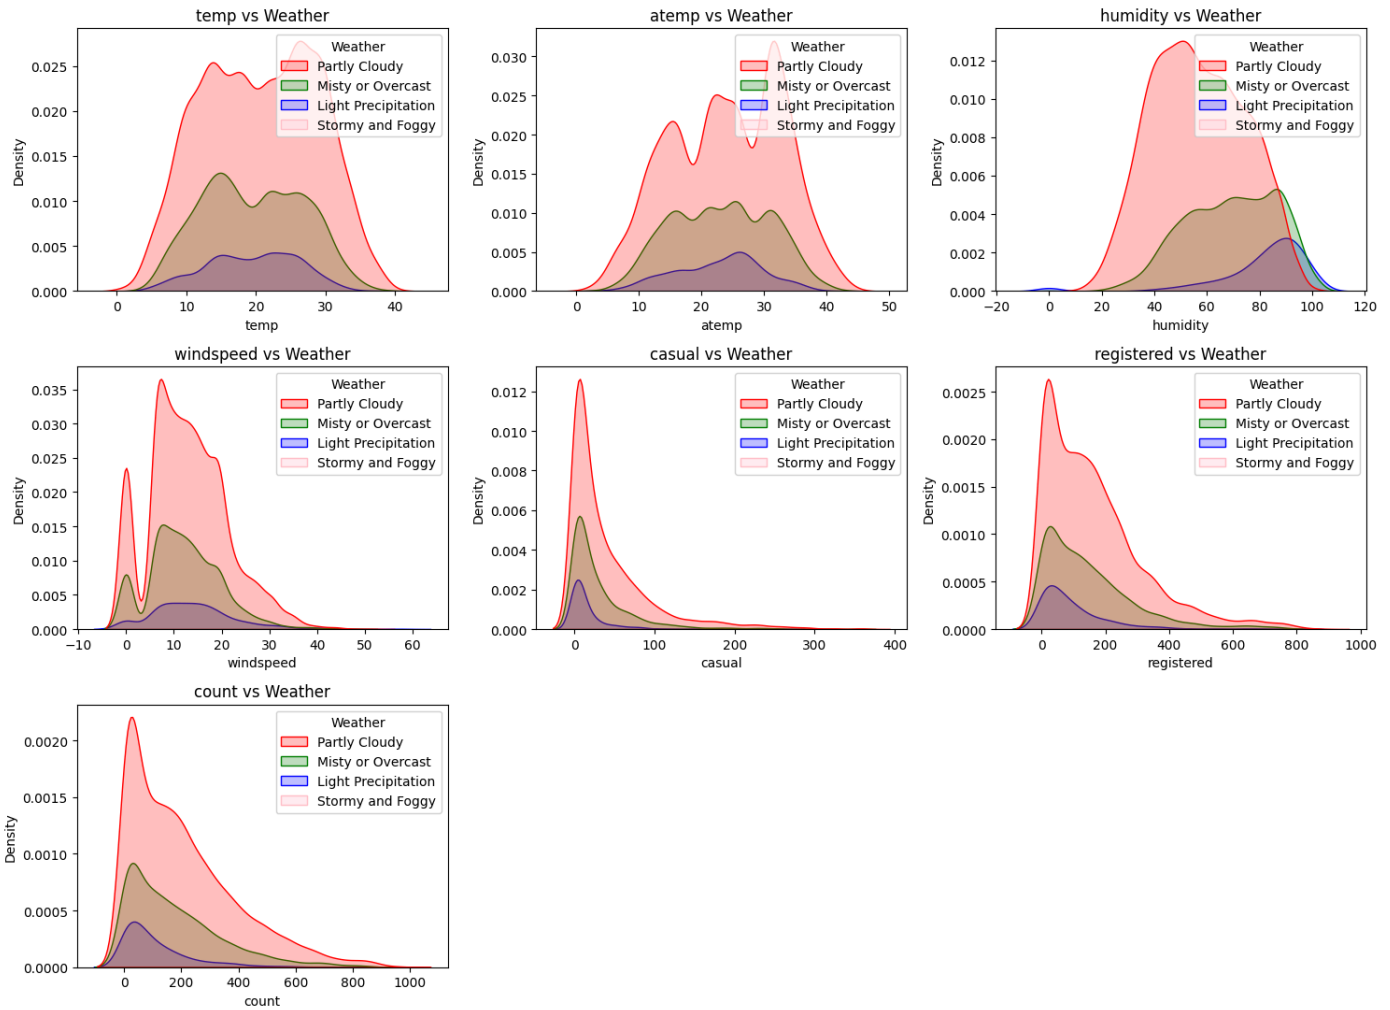 temp vs Weather
Density
0.025
0.020
0.015
0.010
0.005
0.000
Weather
Partly Cloudy
Misty or Overcast
Light Precipitation
Stormy and Foggy
0 10 20 30 40
temp
atemp vs Weather
Density
0.030
0.025
0.020
0.015
0.010
0.005
0.000
Weather
Partly Cloudy
Misty or Overcast
Light Precipitation
Stormy and Foggy
0 10 20 30 40 50
atemp
humidity vs Weather
Density
0.012
0.010
0.008
0.006
0.004
0.002
0.000
Weather
Partly Cloudy
Misty or Overcast
Light Precipitation
Stormy and Foggy
−20 0 20 40 60 80 100 120
humidity
windspeed vs Weather
Density
0.035
0.030
0.025
0.020
0.015
0.010
0.005
0.000
Weather
Partly Cloudy
Misty or Overcast
Light Precipitation
Stormy and Foggy
−10 0 10 20 30 40 50 60
windspeed
casual vs Weather
Density
0.012
0.010
0.008
0.006
0.004
0.002
0.000
Weather
Partly Cloudy
Misty or Overcast
Light Precipitation
Stormy and Foggy
0 100 200 300 400
casual
registered vs Weather
Density
0.0025
0.0020
0.0015
0.0010
0.0005
0.0000
Weather
Partly Cloudy
Misty or Overcast
Light Precipitation
Stormy and Foggy
0 200 400 600 800 1000
registered
count vs Weather
Density
0.0020
0.0015
0.0010
0.0005
0.0000
Weather
Partly Cloudy
Misty or Overcast
Light Precipitation
Stormy and Foggy
0 200 400 600 800 1000
count